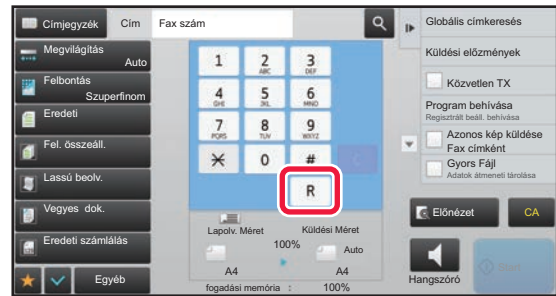 Címjegyzék
Cím
Fax szám
Globális címkeresés
Megvilágítás
Auto
Küldési előzmények
Felbontás
Szuperfinom
Közvetlen TX
Eredeti
Program behívása
Regisztrált beáll. behívása
Fel. összeáll.
Azonos kép küldése
Fax címként
Lassú beolv.
Gyors Fájl
Adatok átmeneti tárolása
Vegyes dok.
Eredeti számlálás
Egyéb
1
2
ABC
3
DEF
4
GHI
5
JKL
6
MNO
7
PQRS
8
TUV
9
WXYZ
0
#
C
R
Lapolv. Méret
Küldési Méret
100%
Auto
A4
A4
fogadási memória : 100%
Előnézet
CA
Hangszóró
Start